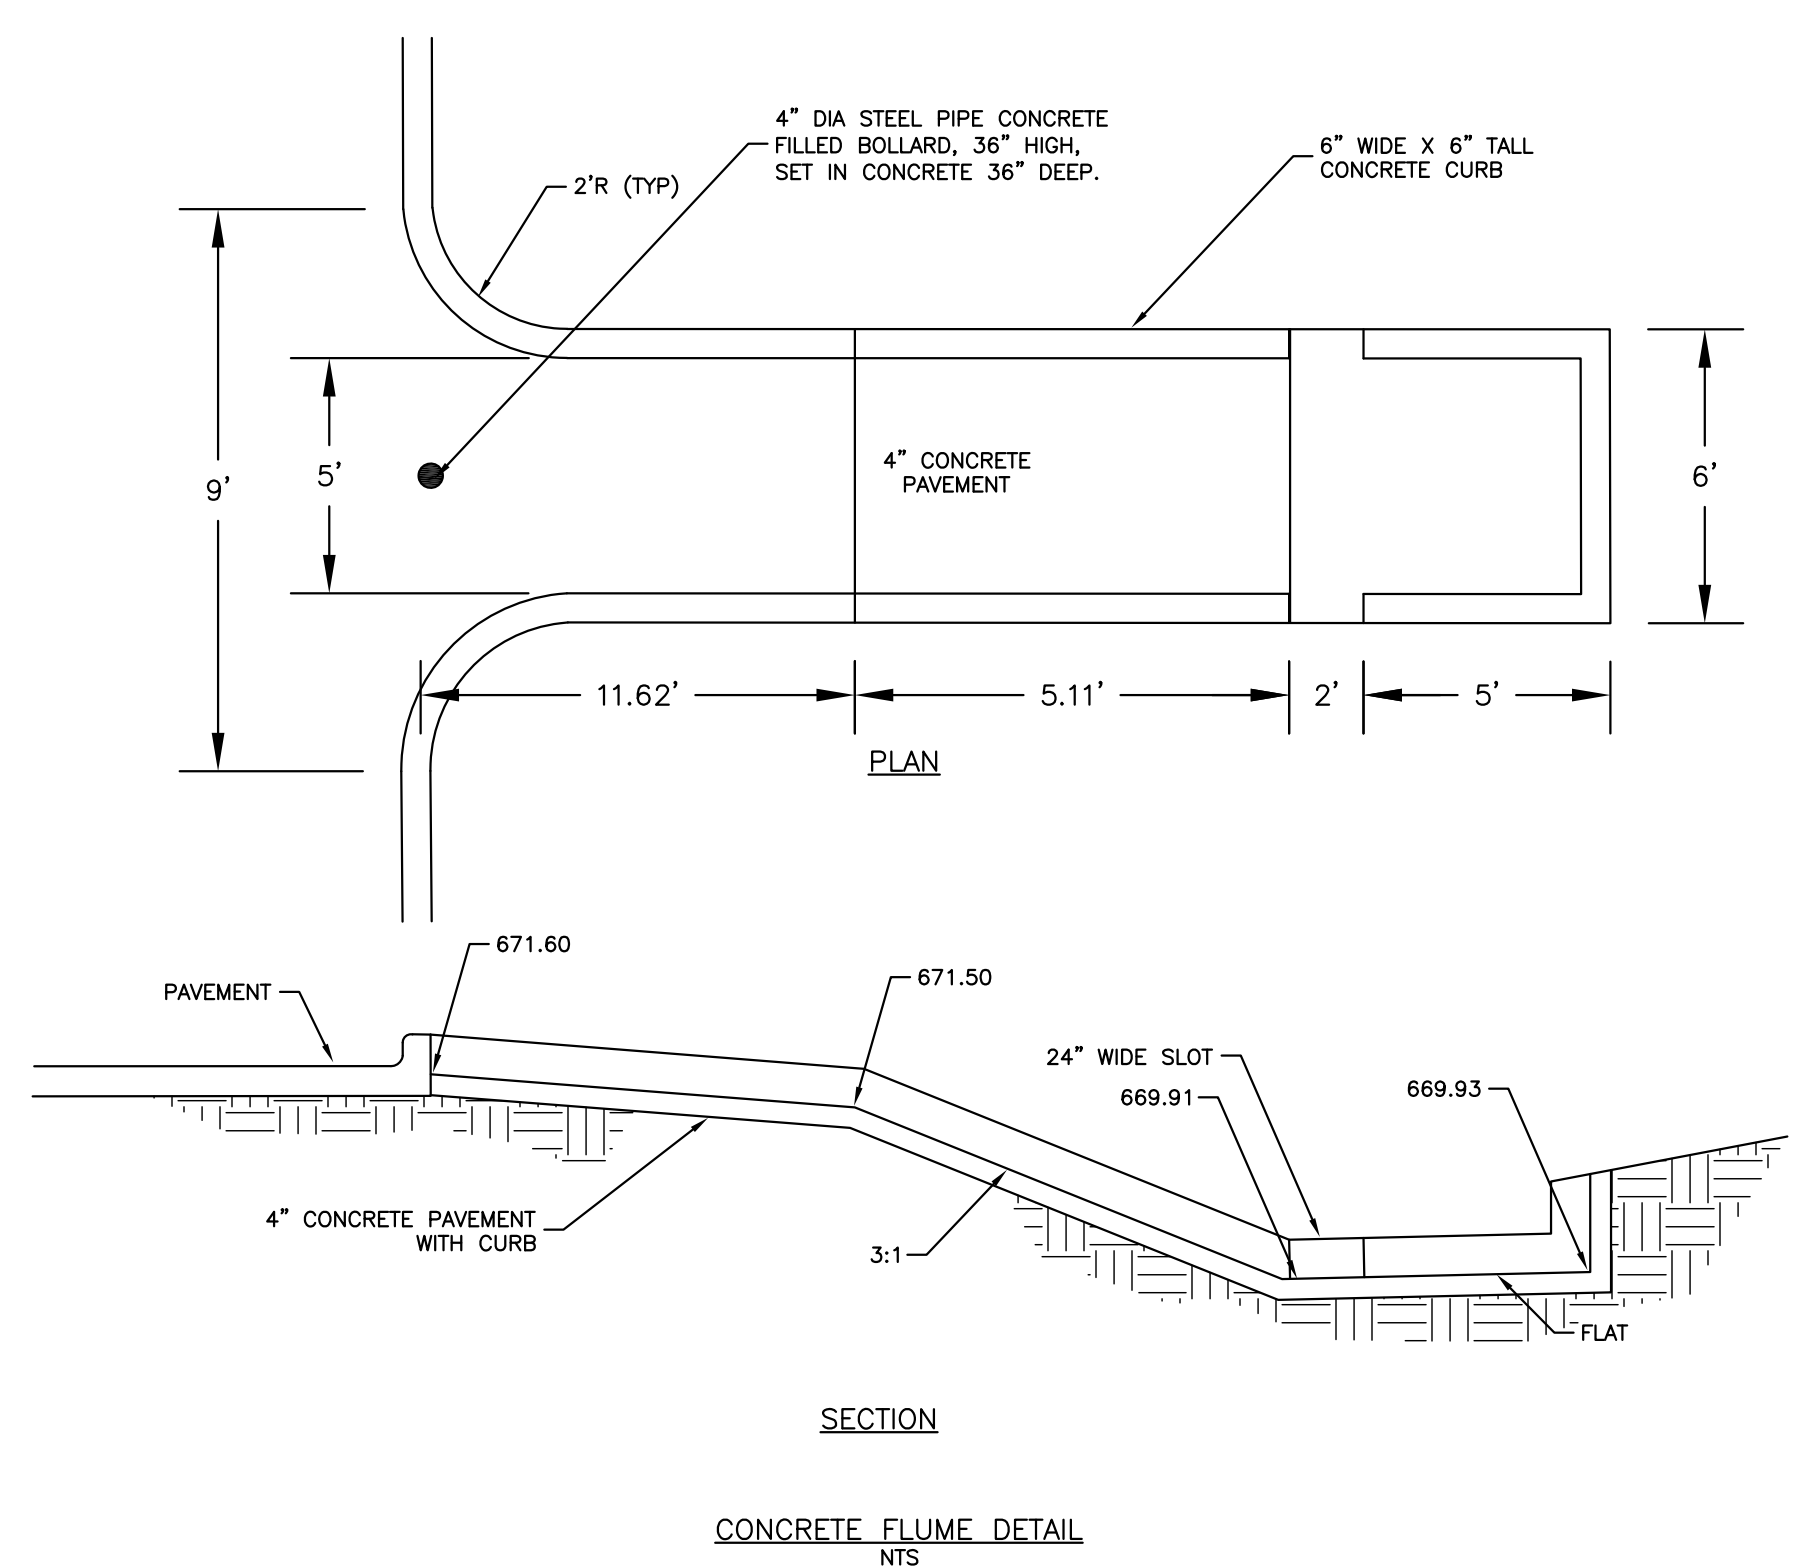 4” DIA STEEL PIPE CONCRETE
FILLED BOLLARD, 36” HIGH,
SET IN CONCRETE 36” DEEP.
6” WIDE X 6” TALL
CONCRETE CURB
2’R (TYP)
9’
5’
4” CONCRETE
PAVEMENT
6’
11.62’
5.11’
2’
5’
PLAN
671.60
671.50
PAVEMENT
24” WIDE SLOT
669.91
669.93
4” CONCRETE PAVEMENT
WITH CURB
3:1
FLAT
SECTION
CONCRETE FLUME DETAIL
NTS